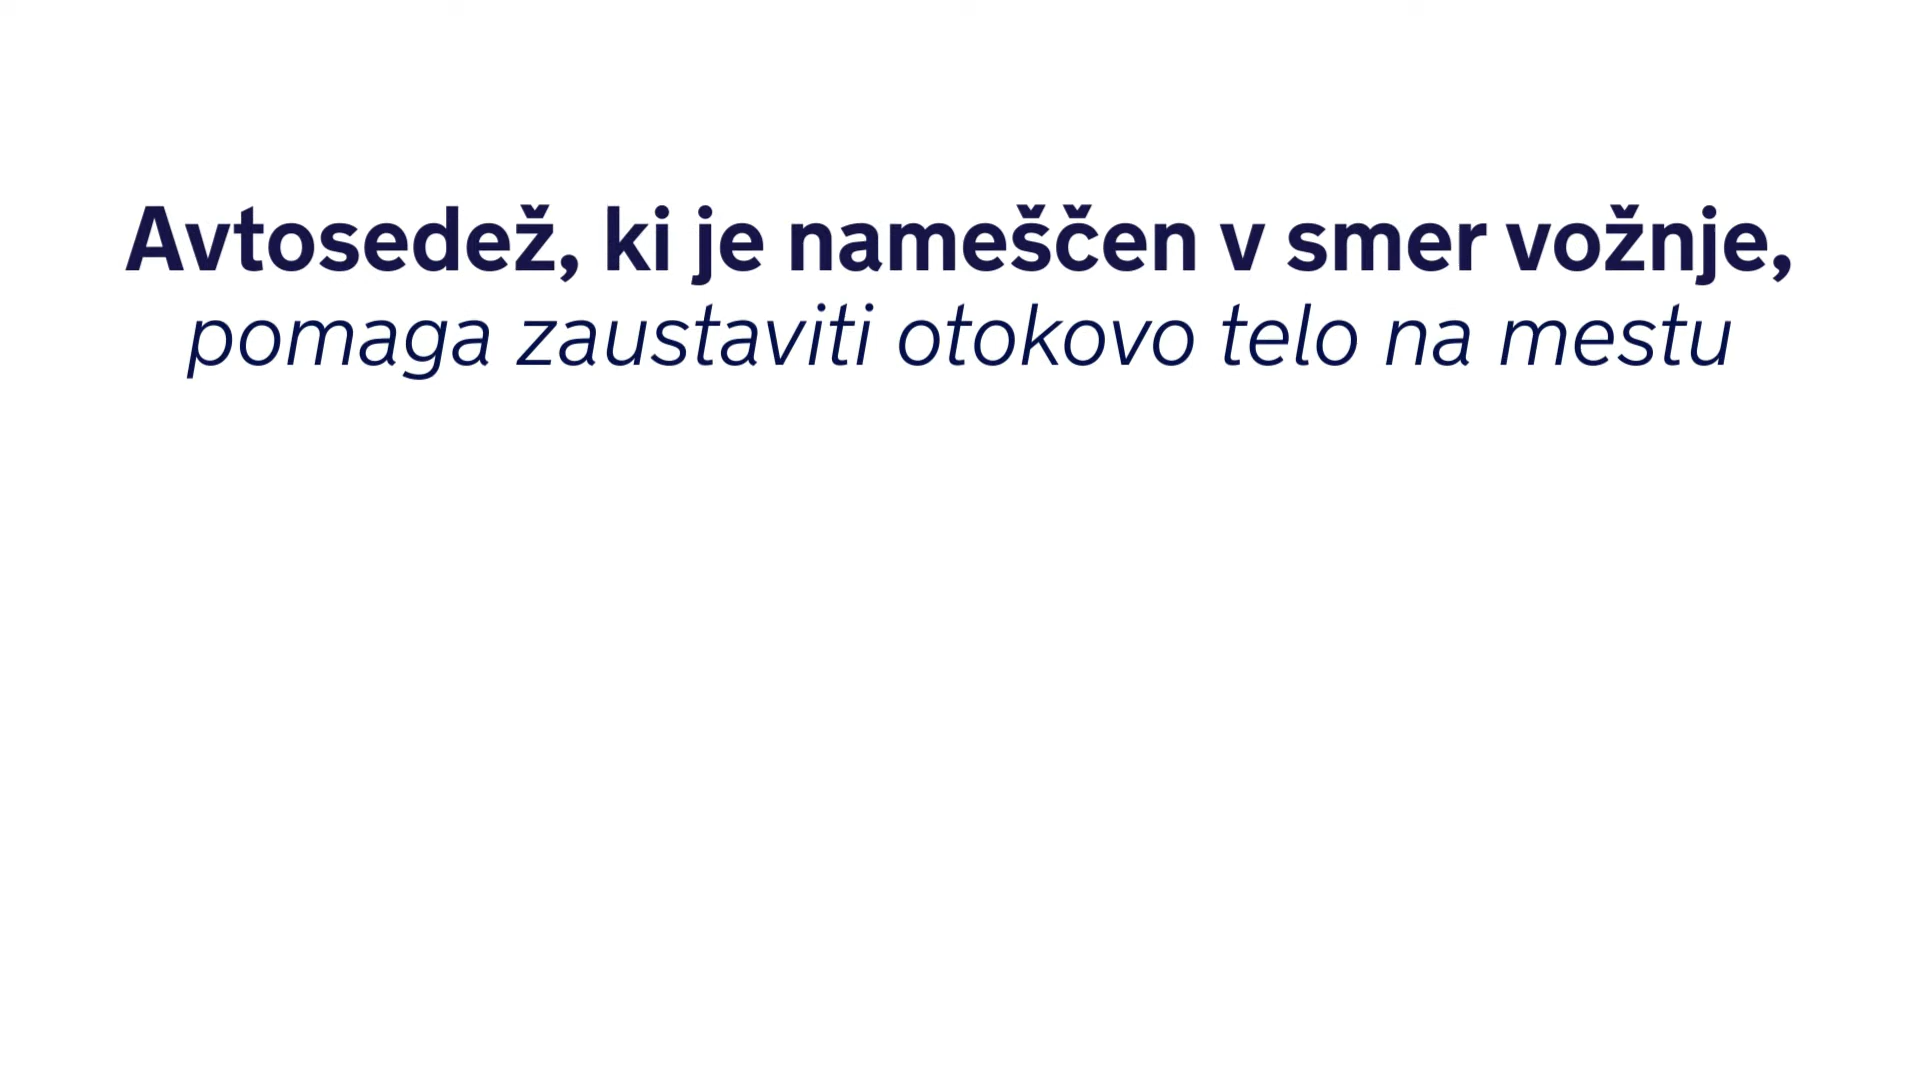 Avtosedež, ki je nameščen v smer vožnje,
pomaga zaustaviti otokovo telo na mestu